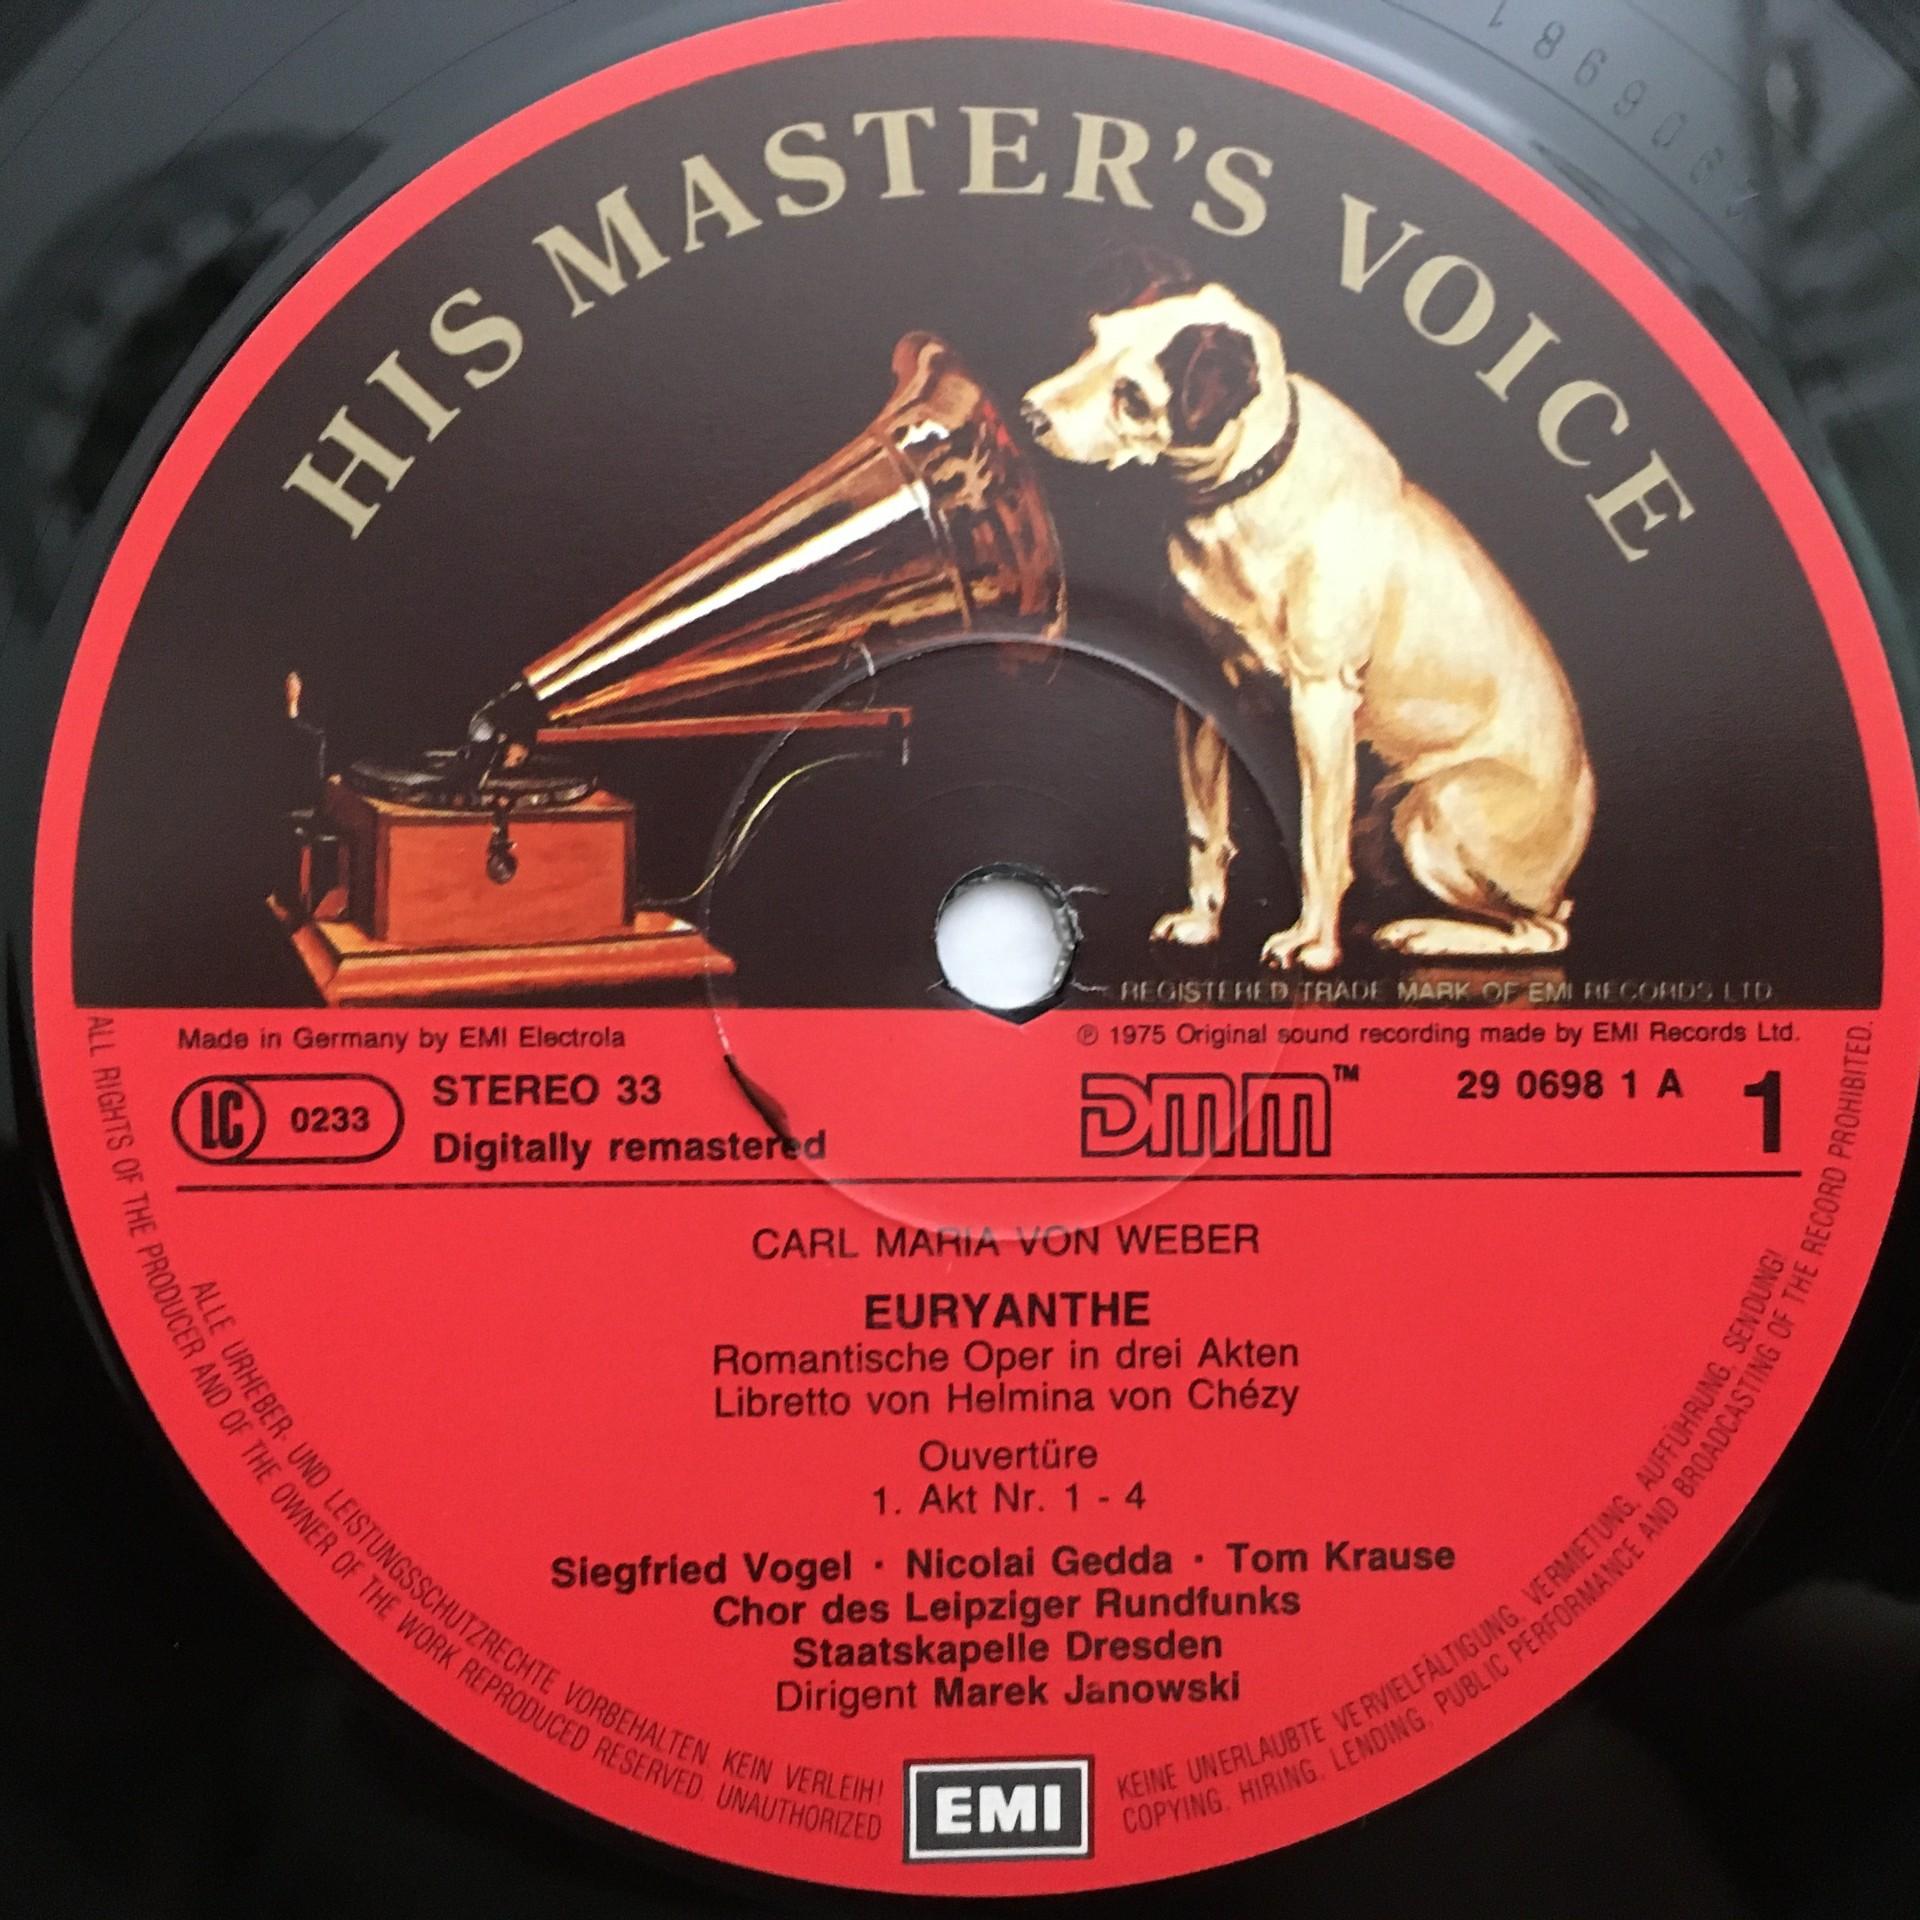 HIS MASTER'S VOICE
REGISTERED TRADE MARK OF EMI RECORDS LTD
Made in Germany by EMI Electrola
℗ 1975 Original sound recording made by EMI Records Ltd.
LC 0233
STEREO 33
Digitally remastered
DMM™
29 0698 1 A
1
CARL MARIA VON WEBER
EURYANTHE
Romantische Oper in drei Akten
Libretto von Helmina von Chézy
Ouvertüre
1. Akt Nr. 1 - 4
Siegfried Vogel · Nicolai Gedda · Tom Krause
Chor des Leipziger Rundfunks
Staatskapelle Dresden
Dirigent Marek Janowski
EMI
ALLE URHEBER- UND LEISTUNGSSCHUTZRECHTE VORBEHALTEN. KEIN VERLEIH! KEINE UNERLAUBTE VERVIELFÄLTIGUNG, VERMIETUNG, AUFFÜHRUNG, SENDUNG!
ALL RIGHTS OF THE PRODUCER AND OF THE OWNER OF THE WORK REPRODUCED RESERVED. UNAUTHORIZED COPYING, HIRING, LENDING, PUBLIC PERFORMANCE AND BROADCASTING OF THE RECORD PROHIBITED.